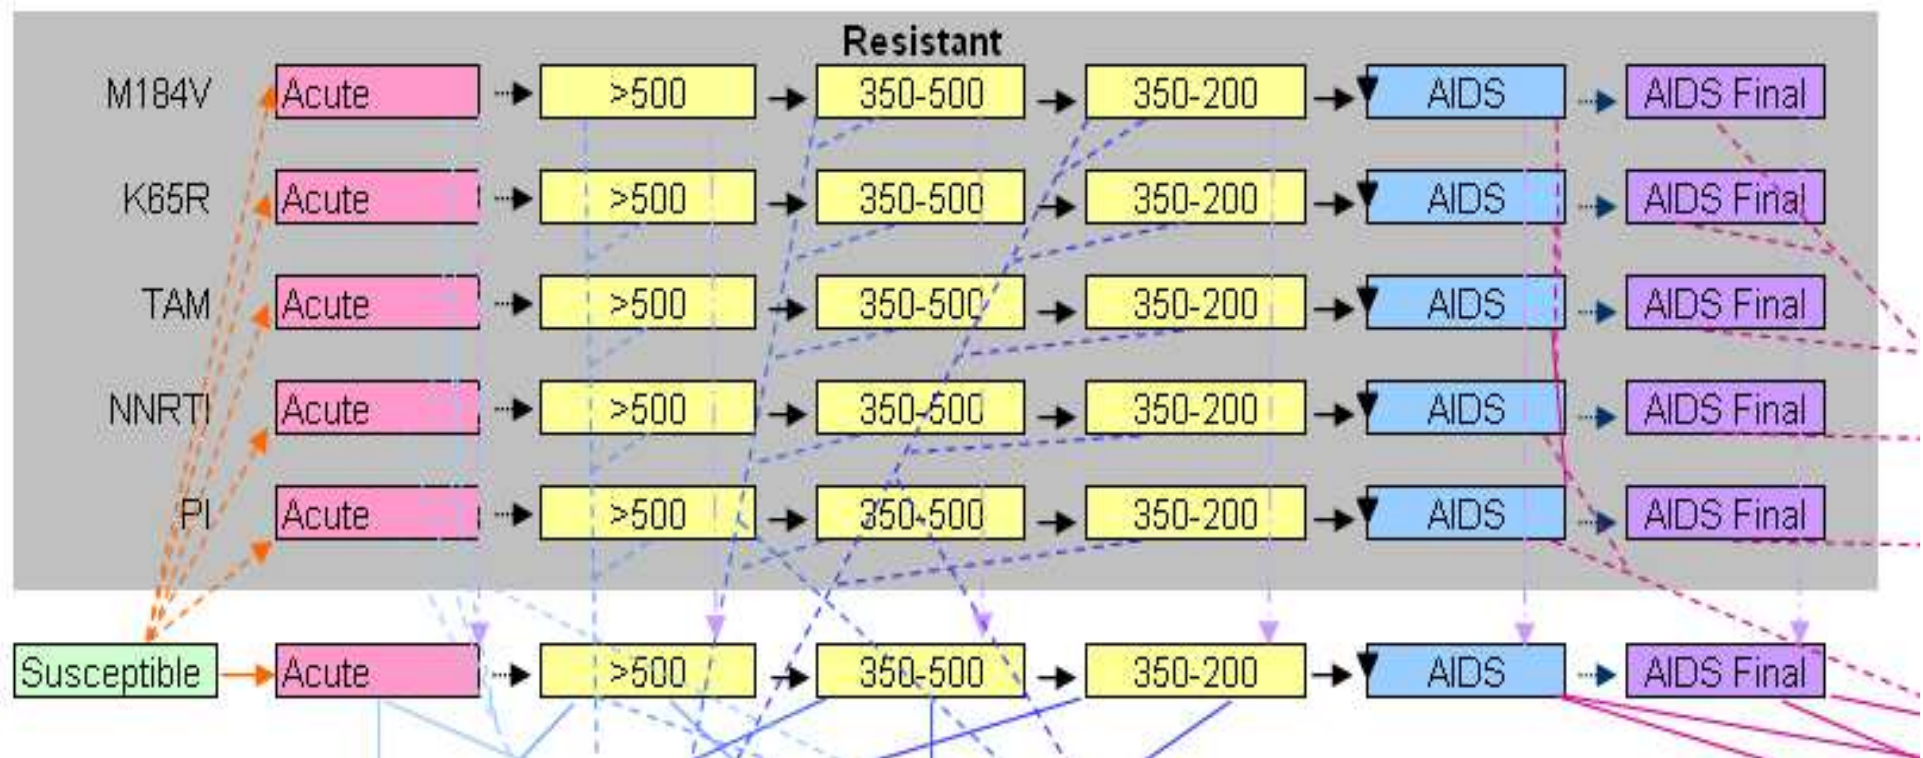 Resistant
M184V Acute >500 350-500 350-200 AIDS AIDS Final
K65R Acute >500 350-500 350-200 AIDS AIDS Final
TAM Acute >500 350-500 350-200 AIDS AIDS Final
NNRTI Acute >500 350-500 350-200 AIDS AIDS Final
PI Acute >500 350-500 350-200 AIDS AIDS Final
Susceptible Acute >500 350-500 350-200 AIDS AIDS Final